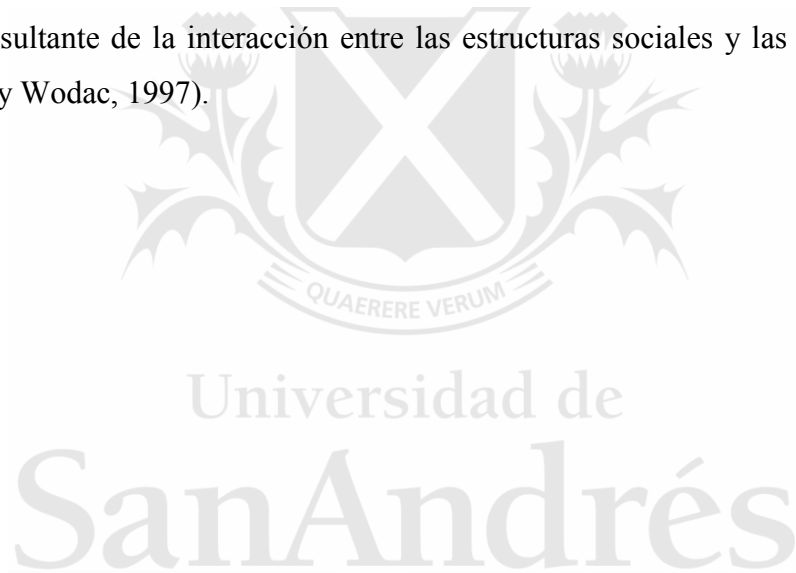 sultante de la interacción entre las estructuras sociales y las
y Wodac, 1997).
QUAERERE VERUM
Universidad de
SanAndrés